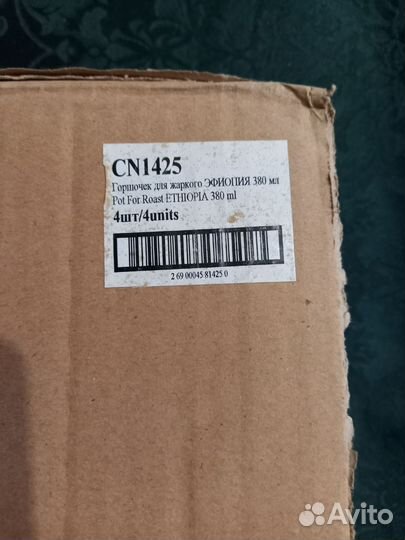 CN1425
Горшочек для жаркого ЭФИОПИЯ 380 мл
Pot For Roast ETHIOPIA 380 ml
4шт/4units
2 69 00045 81425 0
Avito